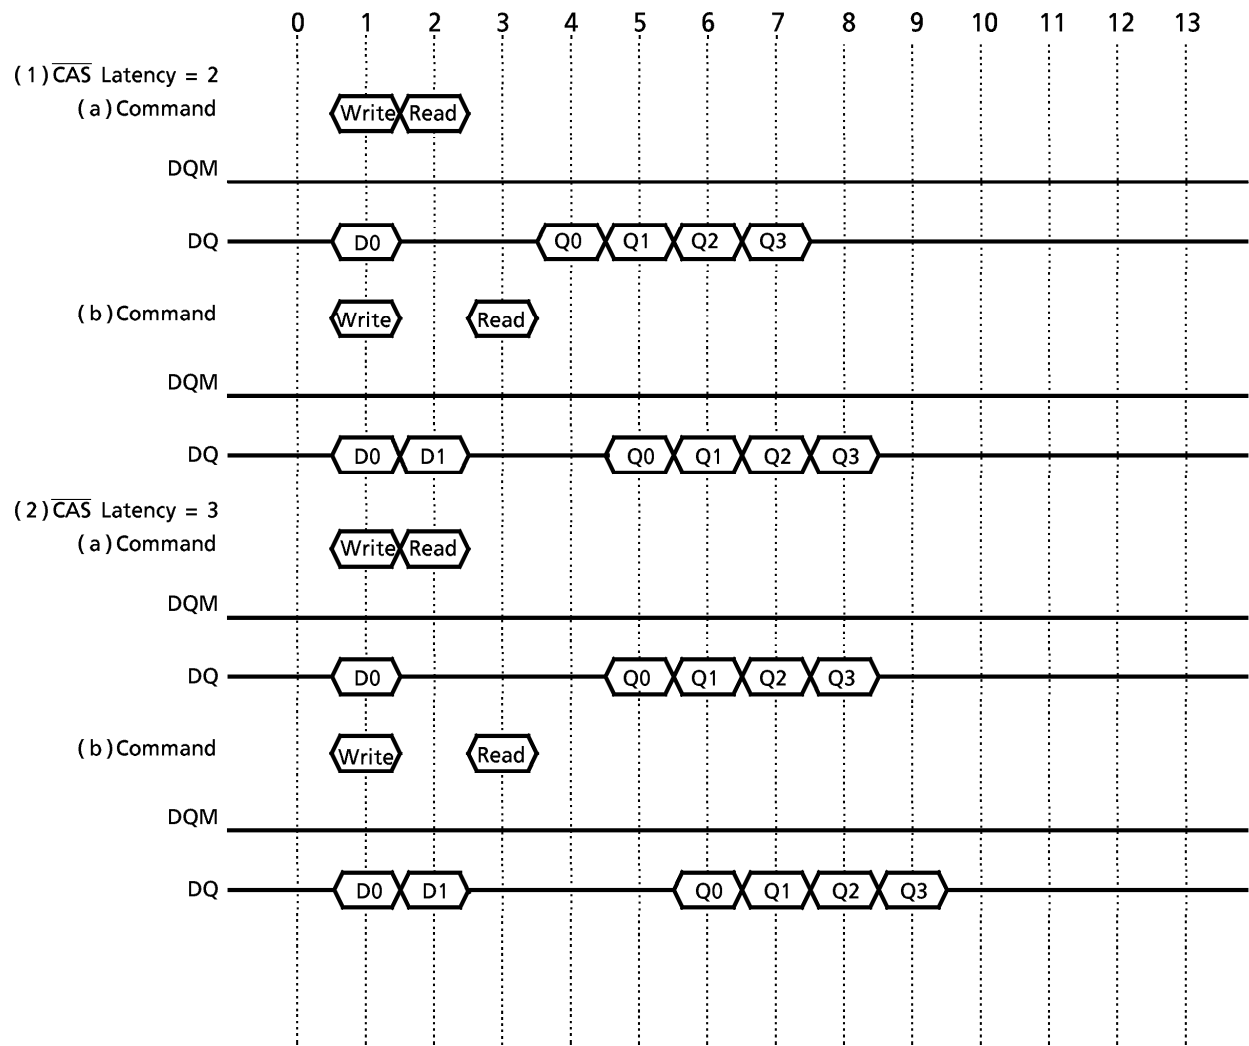 0 1 2 3 4 5 6 7 8 9 10 11 12 13
(1) C̅A̅S̅ Latency = 2
(a) Command Write Read
DQM
DQ D0 Q0 Q1 Q2 Q3
(b) Command Write Read
DQM
DQ D0 D1 Q0 Q1 Q2 Q3
(2) C̅A̅S̅ Latency = 3
(a) Command Write Read
DQM
DQ D0 Q0 Q1 Q2 Q3
(b) Command Write Read
DQM
DQ D0 D1 Q0 Q1 Q2 Q3